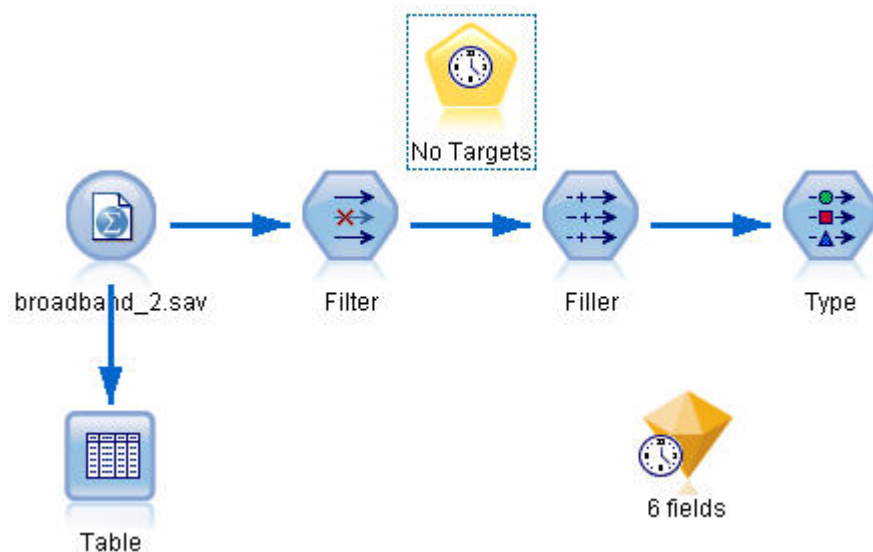 No Targets
broadband_2.sav
Filter
Filler
Type
Table
6 fields